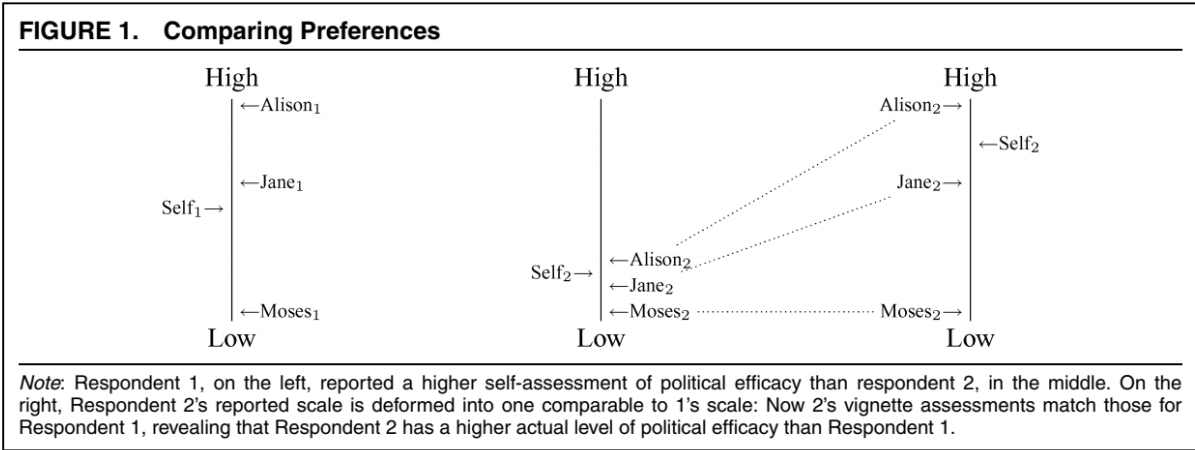 FIGURE 1. Comparing Preferences
High
←Alison₁
←Jane₁
Self₁→
←Moses₁
Low
High
←Alison₂
Self₂→
←Jane₂
←Moses₂
Low
High
Alison₂→
←Self₂
Jane₂→
Moses₂→
Low
Note: Respondent 1, on the left, reported a higher self-assessment of political efficacy than respondent 2, in the middle. On the
right, Respondent 2's reported scale is deformed into one comparable to 1's scale: Now 2's vignette assessments match those for
Respondent 1, revealing that Respondent 2 has a higher actual level of political efficacy than Respondent 1.